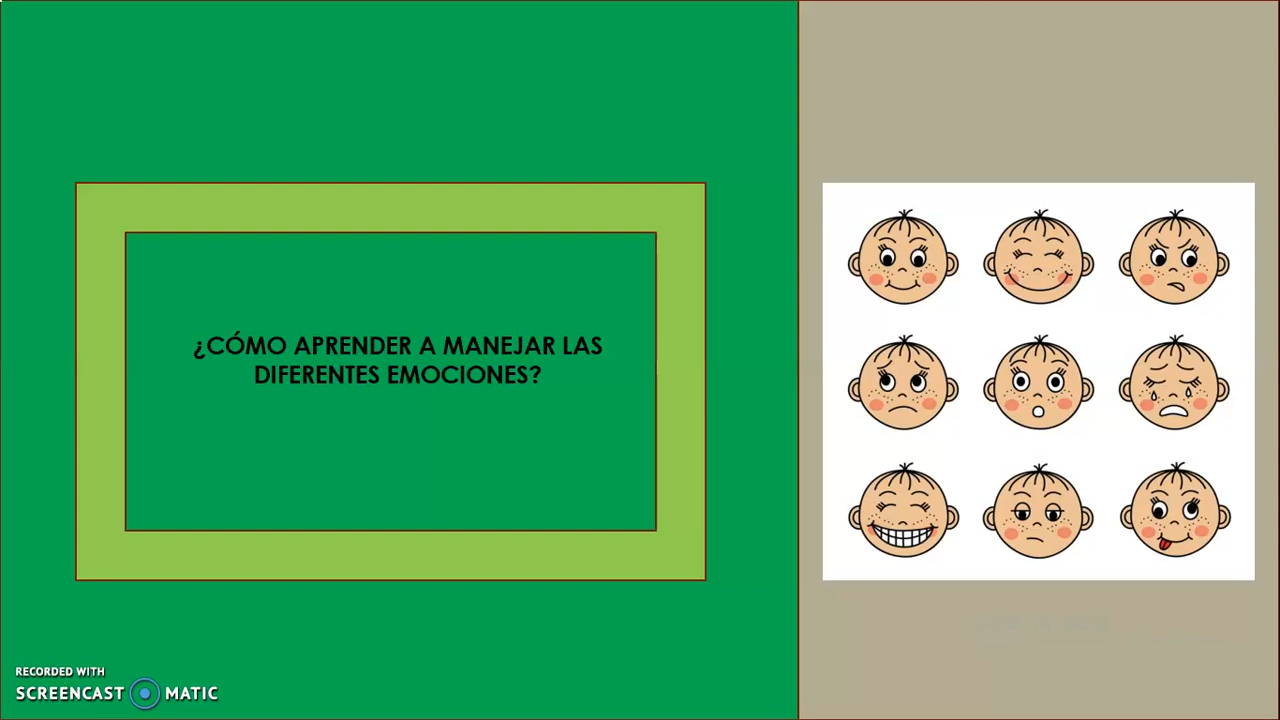 ¿CÓMO APRENDER A MANEJAR LAS
DIFERENTES EMOCIONES?
RECORDED WITH
SCREENCAST MATIC